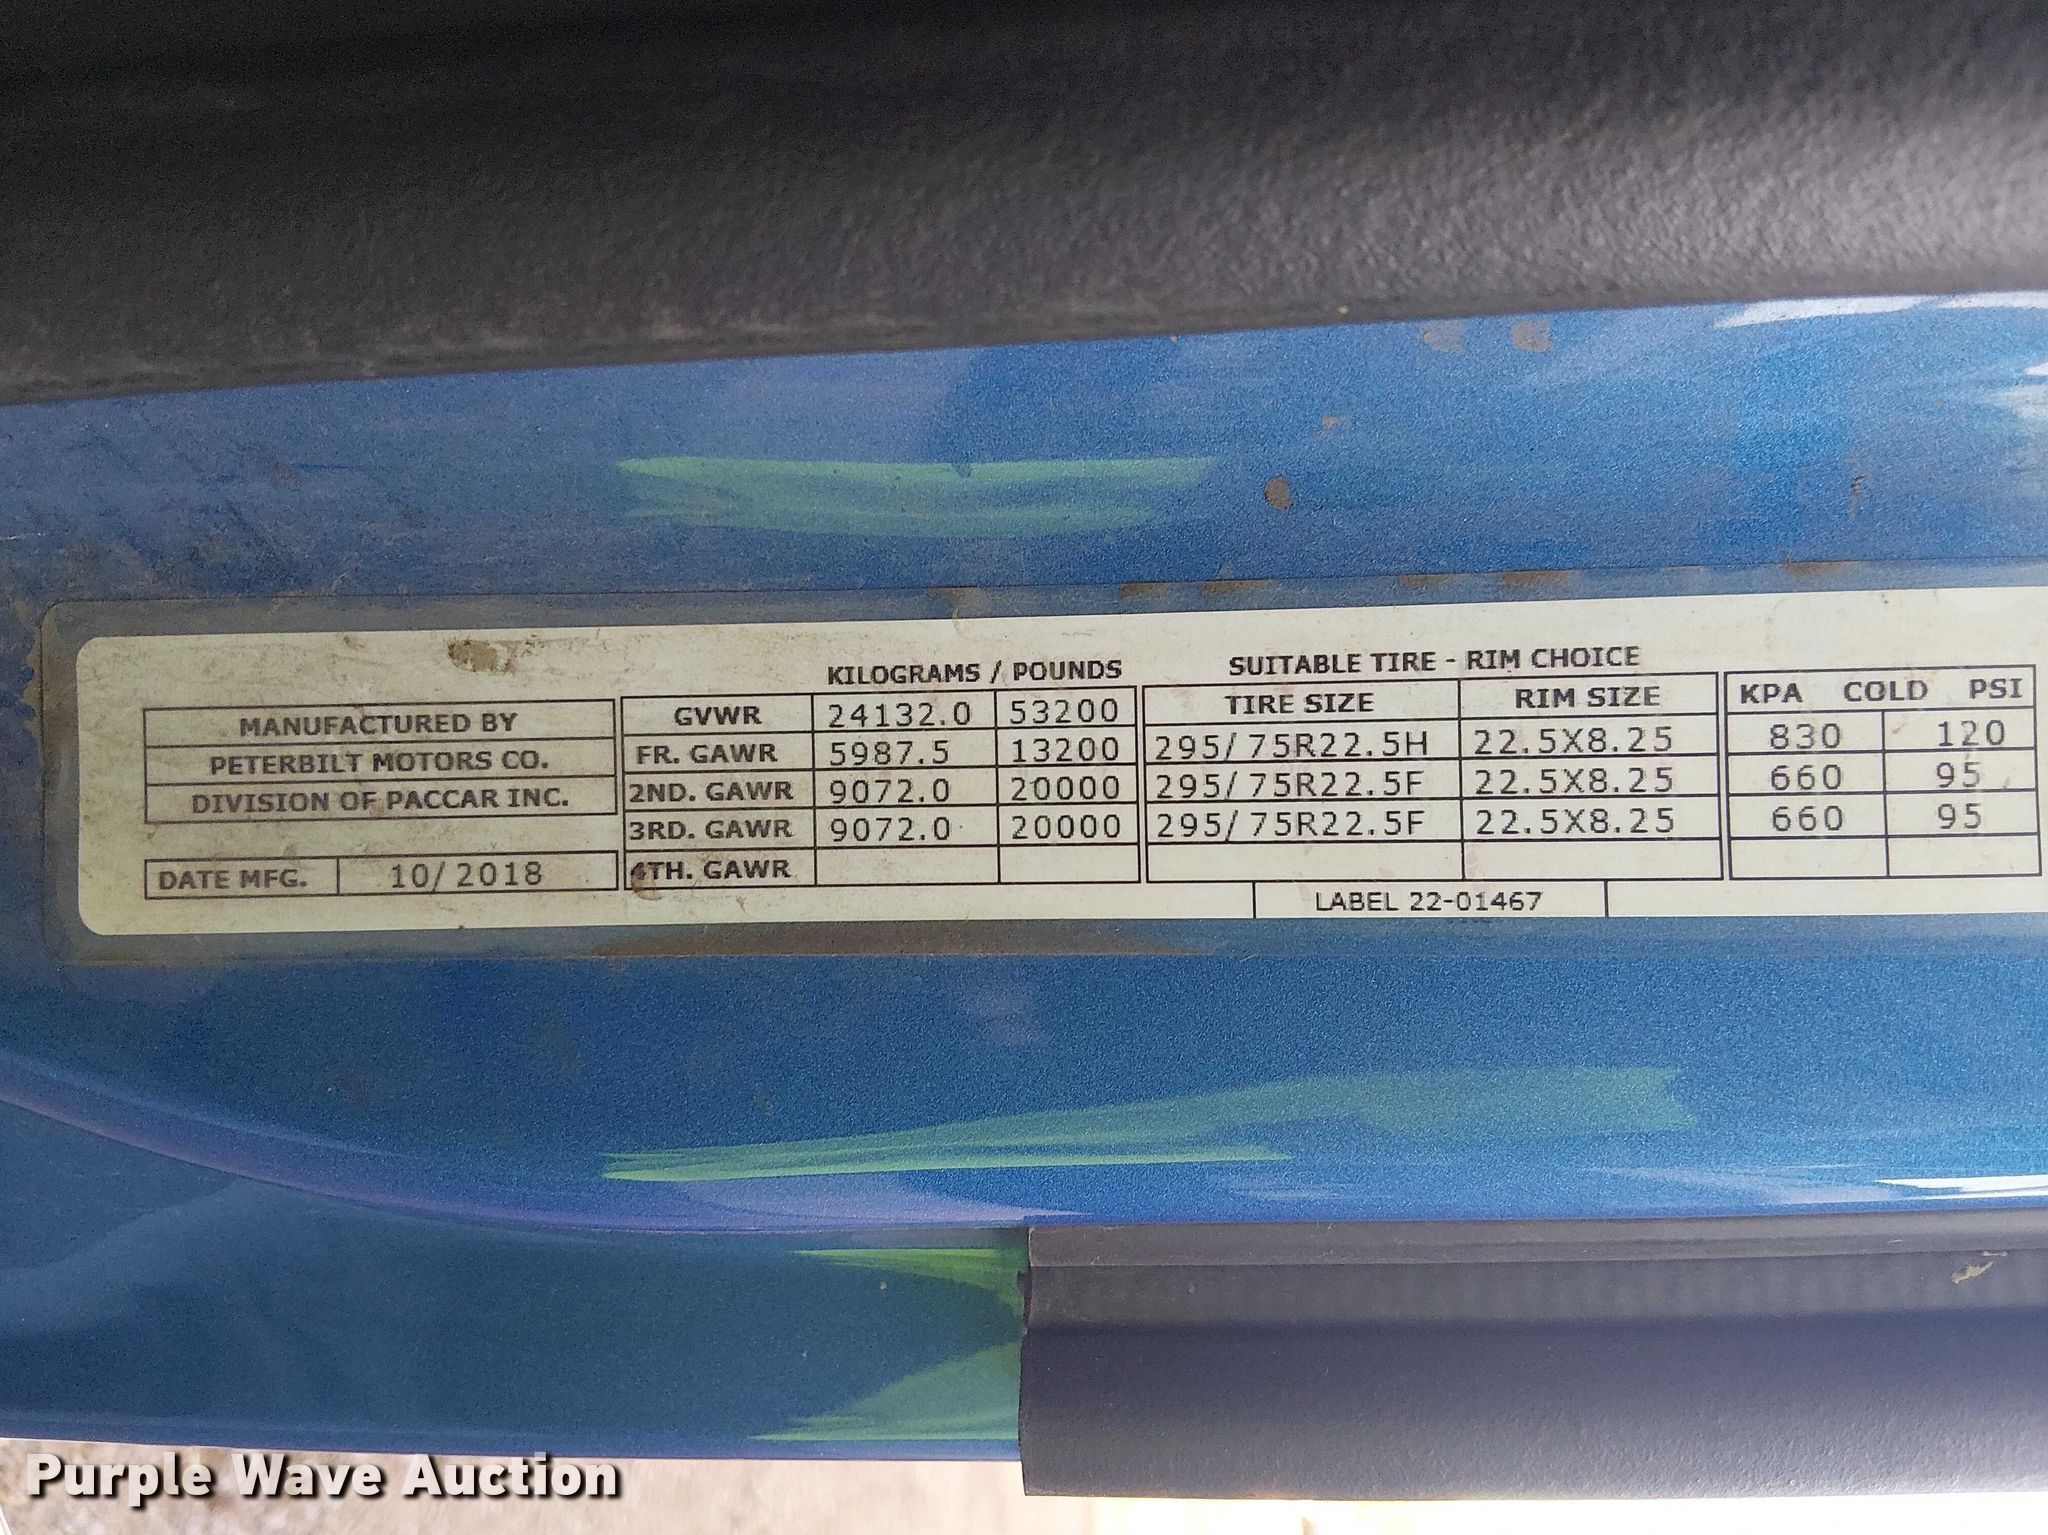 KILOGRAMS / POUNDS SUITABLE TIRE - RIM CHOICE
MANUFACTURED BY
PETERBILT MOTORS CO.
DIVISION OF PACCAR INC.
DATE MFG. 10/2018
GVWR 24132.0 53200 TIRE SIZE RIM SIZE KPA COLD PSI
FR. GAWR 5987.5 13200 295/75R22.5H 22.5X8.25 830 120
2ND. GAWR 9072.0 20000 295/75R22.5F 22.5X8.25 660 95
3RD. GAWR 9072.0 20000 295/75R22.5F 22.5X8.25 660 95
4TH. GAWR
LABEL 22-01467
Purple Wave Auction